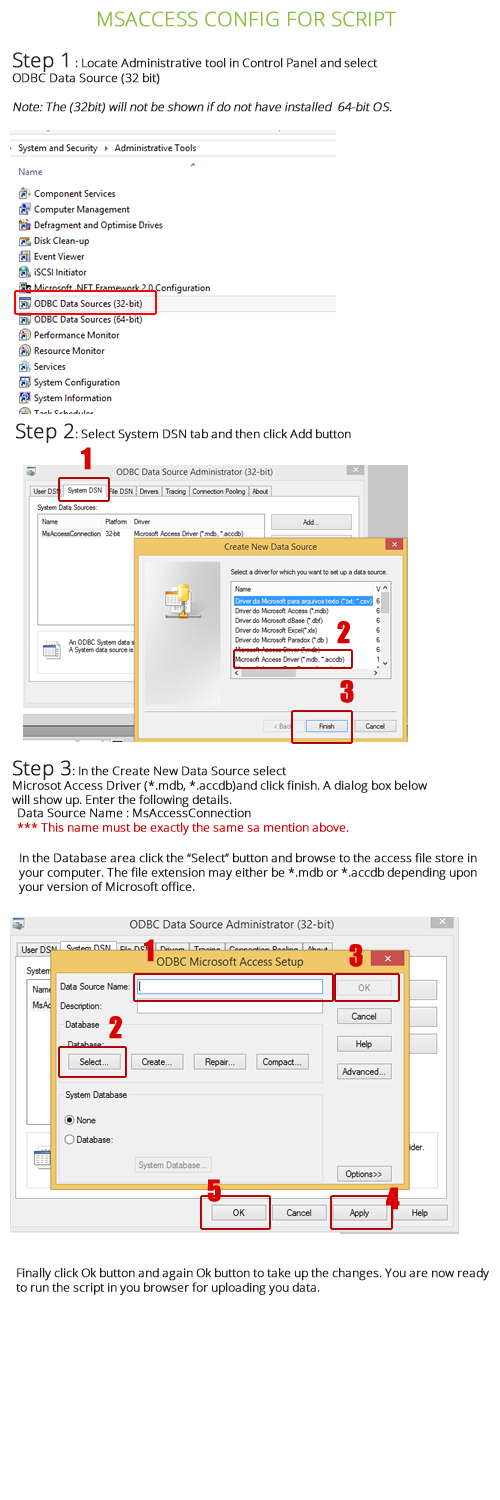 MSACCESS CONFIG FOR SCRIPT
Step 1 : Locate Administrative tool in Control Panel and select
ODBC Data Source (32 bit)
Note: The (32bit) will not be shown if do not have installed 64-bit OS.
System and Security Administrative Tools
Name
Component Services
Computer Management
Defragment and Optimise Drives
Disk Clean-up
Event Viewer
iSCSI Initiator
Microsoft .NET Framework 2.0 Configuration
ODBC Data Sources (32-bit)
ODBC Data Sources (64-bit)
Performance Monitor
Resource Monitor
Services
System Configuration
System Information
Task Scheduler
Step 2: Select System DSN tab and then click Add button
1
ODBC Data Source Administrator (32-bit)
User DSN System DSN File DSN Drivers Tracing Connection Pooling About
System Data Sources:
Name Platform Driver
Add...
MsAccessConnection 32-bit Microsoft Access Driver (*.mdb, *.accdb)
Create New Data Source
Select a driver for which you want to set up a data source.
Name V
Driver da Microsoft para arquivos texto (*.txt; *.csv) 6
Driver do Microsoft Access (*.mdb) 6
Driver do Microsoft dBase (*.dbf) 6
Driver do Microsoft Excel(*.xls) 6
Driver do Microsoft Paradox (*.db ) 6
Microsoft Access Driver (*.mdb) 6
Microsoft Access Driver (*.mdb, *.accdb) 1
2
An ODBC System data s
A System data source is
3
< Back Finish Cancel
Step 3: In the Create New Data Source select
Microsot Access Driver (*.mdb, *.accdb)and click finish. A dialog box below
will show up. Enter the following details.
Data Source Name : MsAccessConnection
*** This name must be exactly the same sa mention above.
In the Database area click the “Select” button and browse to the access file store in
your computer. The file extension may either be *.mdb or *.accdb depending upon
your version of Microsoft office.
ODBC Data Source Administrator (32-bit)
User DSN System DSN File DSN Drivers Tracing Connection Pooling About
1
ODBC Microsoft Access Setup
3
System
Name
MsAc
Data Source Name:
OK
Description:
Cancel
Database
2
Database:
Help
Select... Create... Repair... Compact...
Advanced...
System Database
None
Database:
ider.
System Database...
Options>>
5
4
OK Cancel Apply Help
Finally click Ok button and again Ok button to take up the changes. You are now ready
to run the script in you browser for uploading you data.